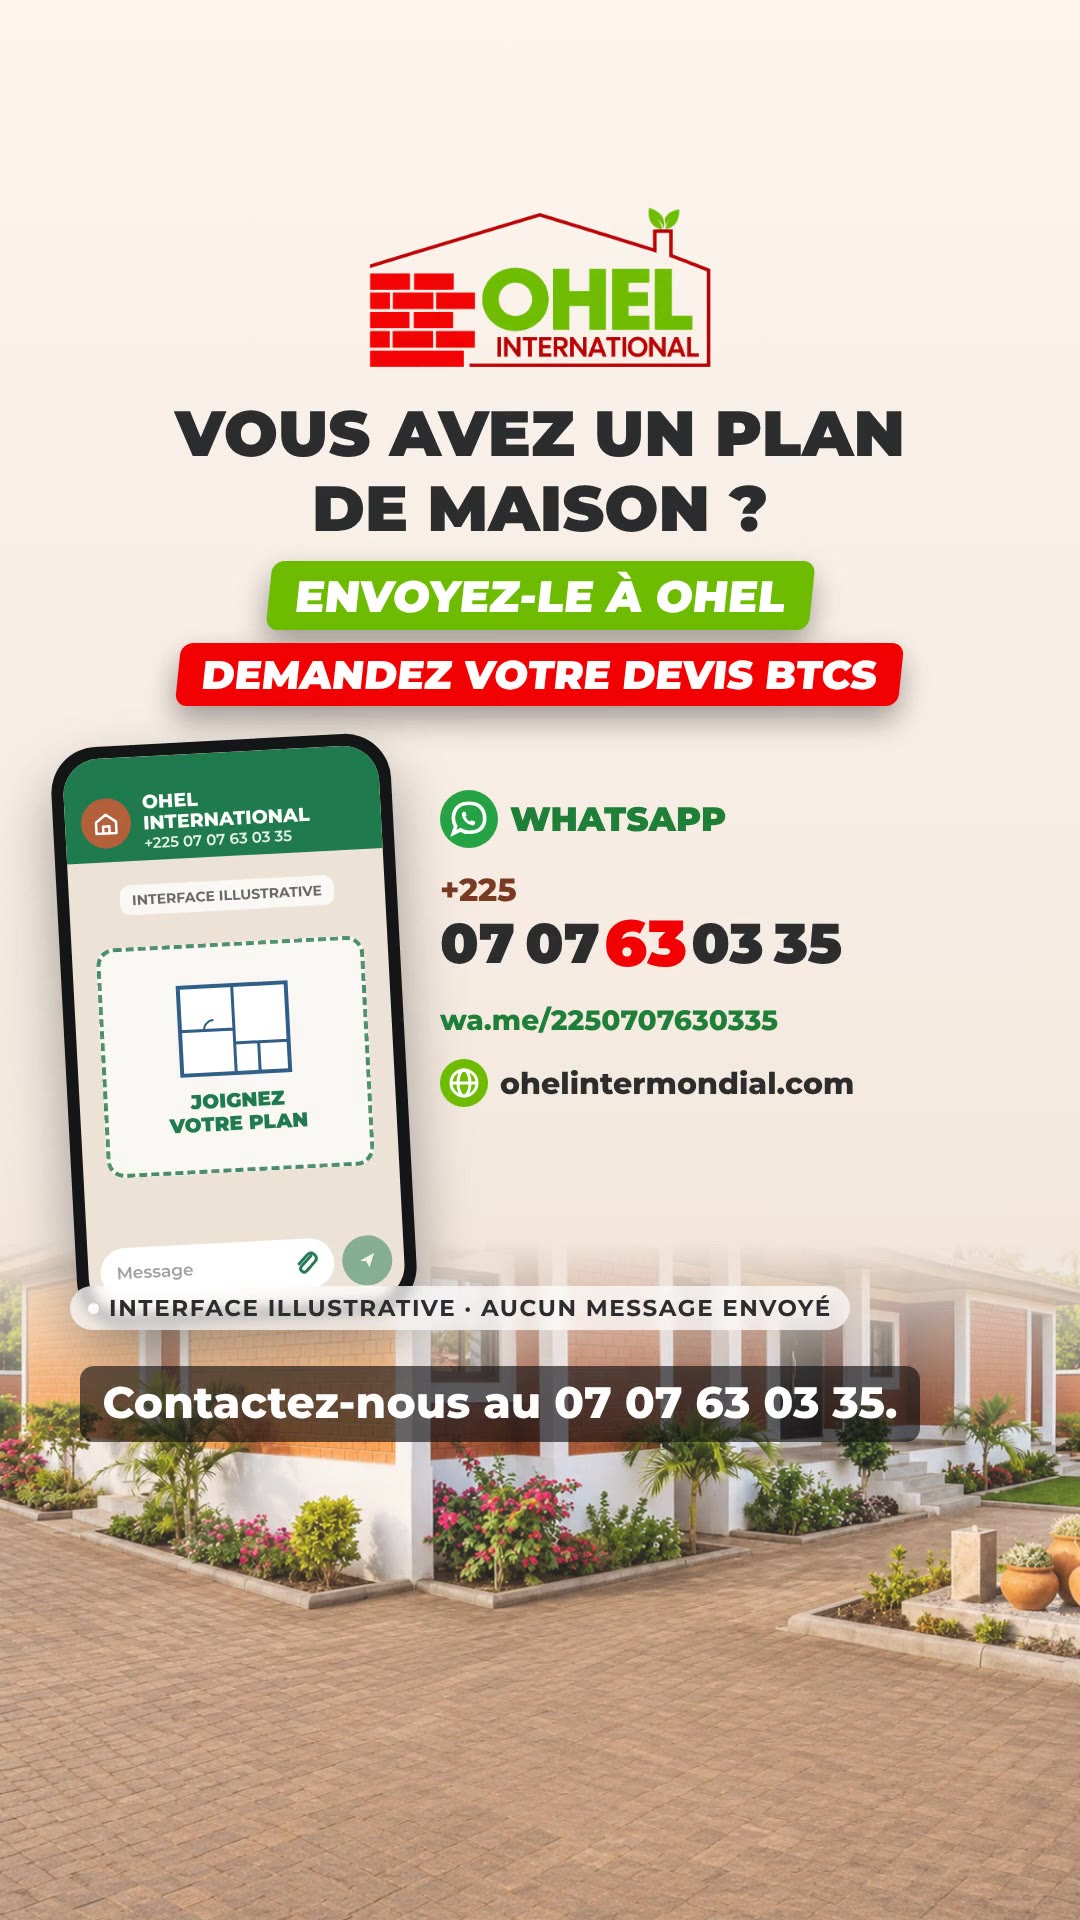 OHEL
INTERNATIONAL
VOUS AVEZ UN PLAN
DE MAISON ?
ENVOYEZ-LE À OHEL
DEMANDEZ VOTRE DEVIS BTCS
OHEL
INTERNATIONAL
+225 07 07 63 03 35
INTERFACE ILLUSTRATIVE
JOIGNEZ
VOTRE PLAN
Message
WHATSAPP
+225
07 07 63 03 35
wa.me/2250707630335
ohelintermondial.com
INTERFACE ILLUSTRATIVE · AUCUN MESSAGE ENVOYÉ
Contactez-nous au 07 07 63 03 35.